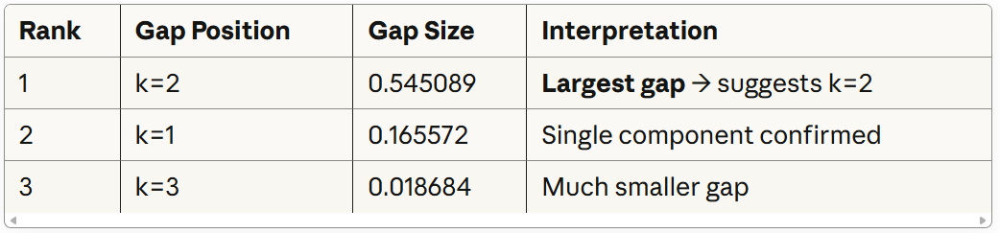 Rank Gap Position Gap Size Interpretation
1 k=2 0.545089 Largest gap → suggests k=2
2 k=1 0.165572 Single component confirmed
3 k=3 0.018684 Much smaller gap